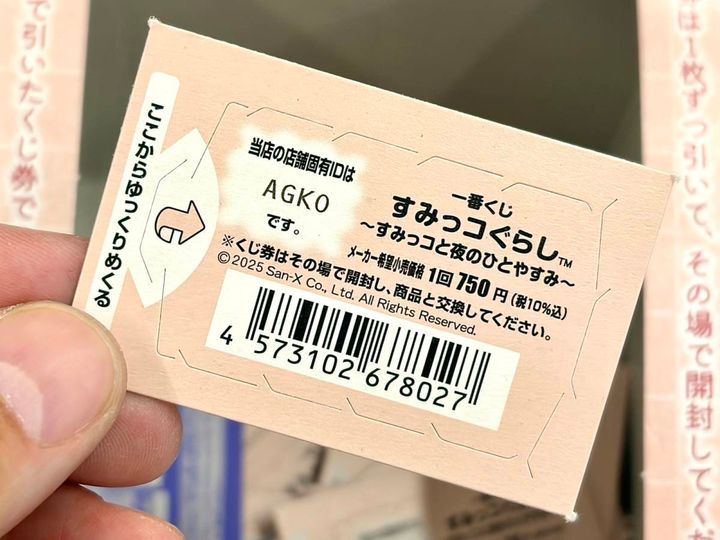 で引いたくじ券で
ここからゆっくりめくる
当店の店舗固有IDは
AGKO
です。
一番くじ
すみっコぐらし™
～すみっコと夜のひとやすみ～
メーカー希望小売価格 1回750円(税10%込)
※くじ券はその場で開封し、商品と交換してください。
©2025 San-X Co., Ltd. All Rights Reserved.
4 573102 678027
は1枚ずつ引いて、その場で開封してくだ